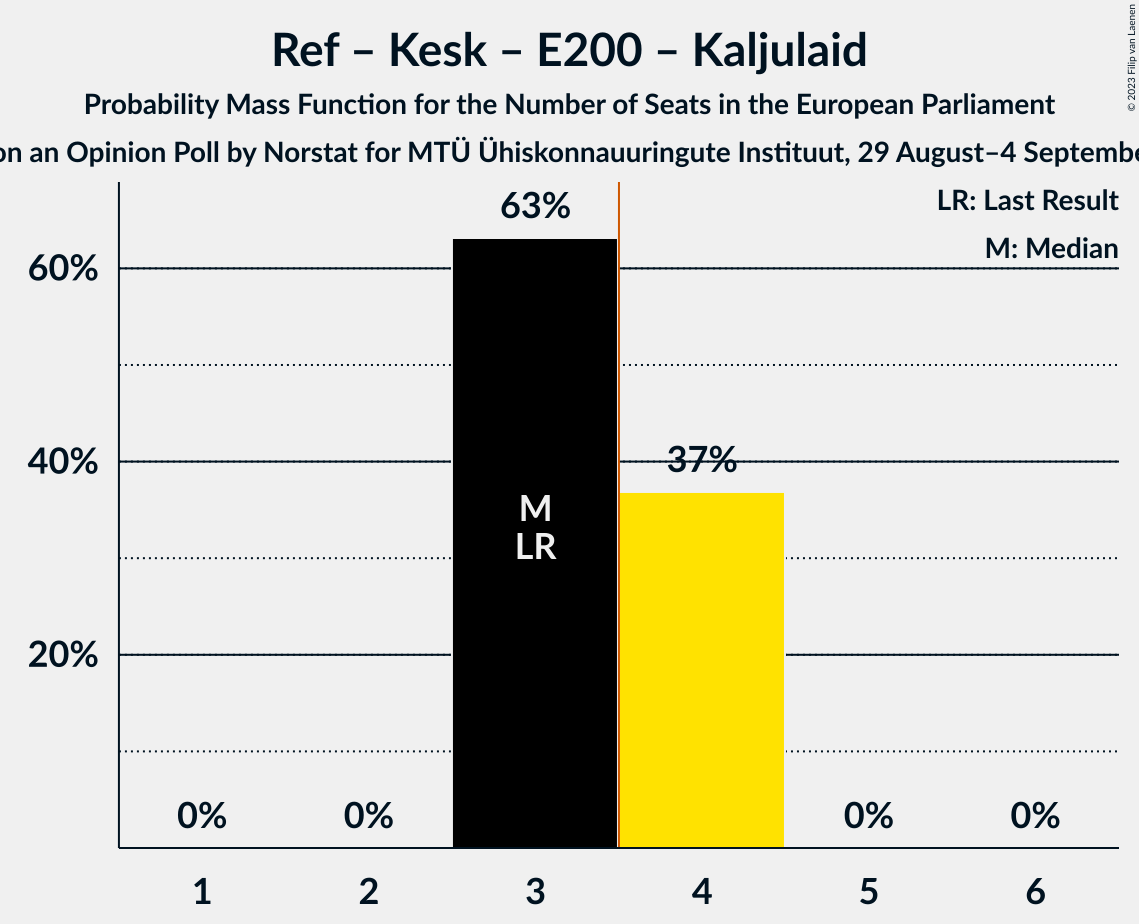 Ref – Kesk – E200 – Kaljulaid
Probability Mass Function for the Number of Seats in the European Parliament
on an Opinion Poll by Norstat for MTÜ Ühiskonnauuringute Instituut, 29 August–4 Septembe
© 2023 Filip van Laenen
LR: Last Result
M: Median
63%
60%
40%
37%
M
LR
20%
0% 0% 0% 0%
1 2 3 4 5 6